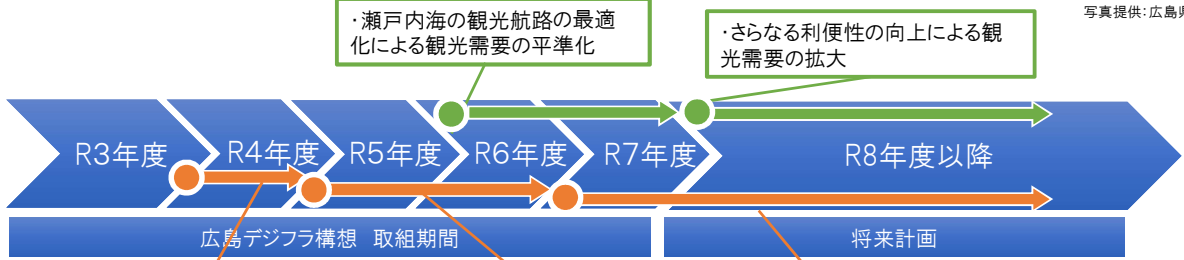 写真提供:広島県
・瀬戸内海の観光航路の最適
化による観光需要の平準化
・さらなる利便性の向上による観
光需要の拡大
R3年度
R4年度
R5年度
R6年度
R7年度
R8年度以降
広島デジフラ構想 取組期間
将来計画